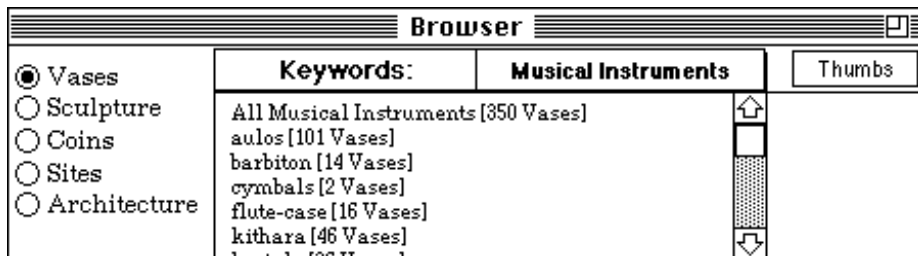 Browser
Vases
Sculpture
Coins
Sites
Architecture
Keywords: Musical Instruments
Thumbs
All Musical Instruments [350 Vases]
aulos [101 Vases]
barbiton [14 Vases]
cymbals [2 Vases]
flute-case [16 Vases]
kithara [46 Vases]